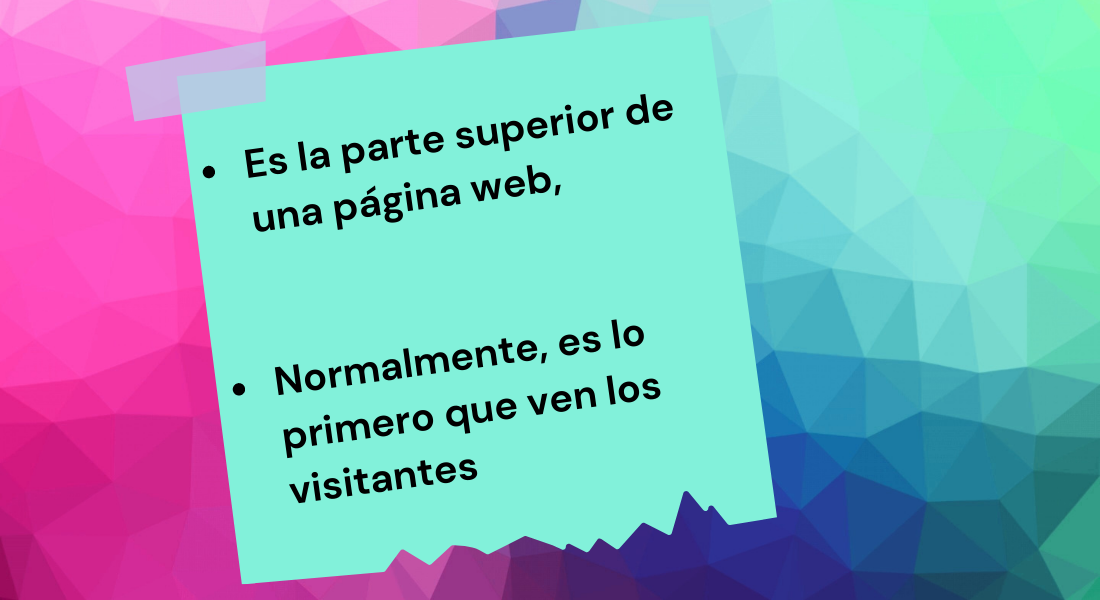 • Es la parte superior de
una página web,
• Normalmente, es lo
primero que ven los
visitantes